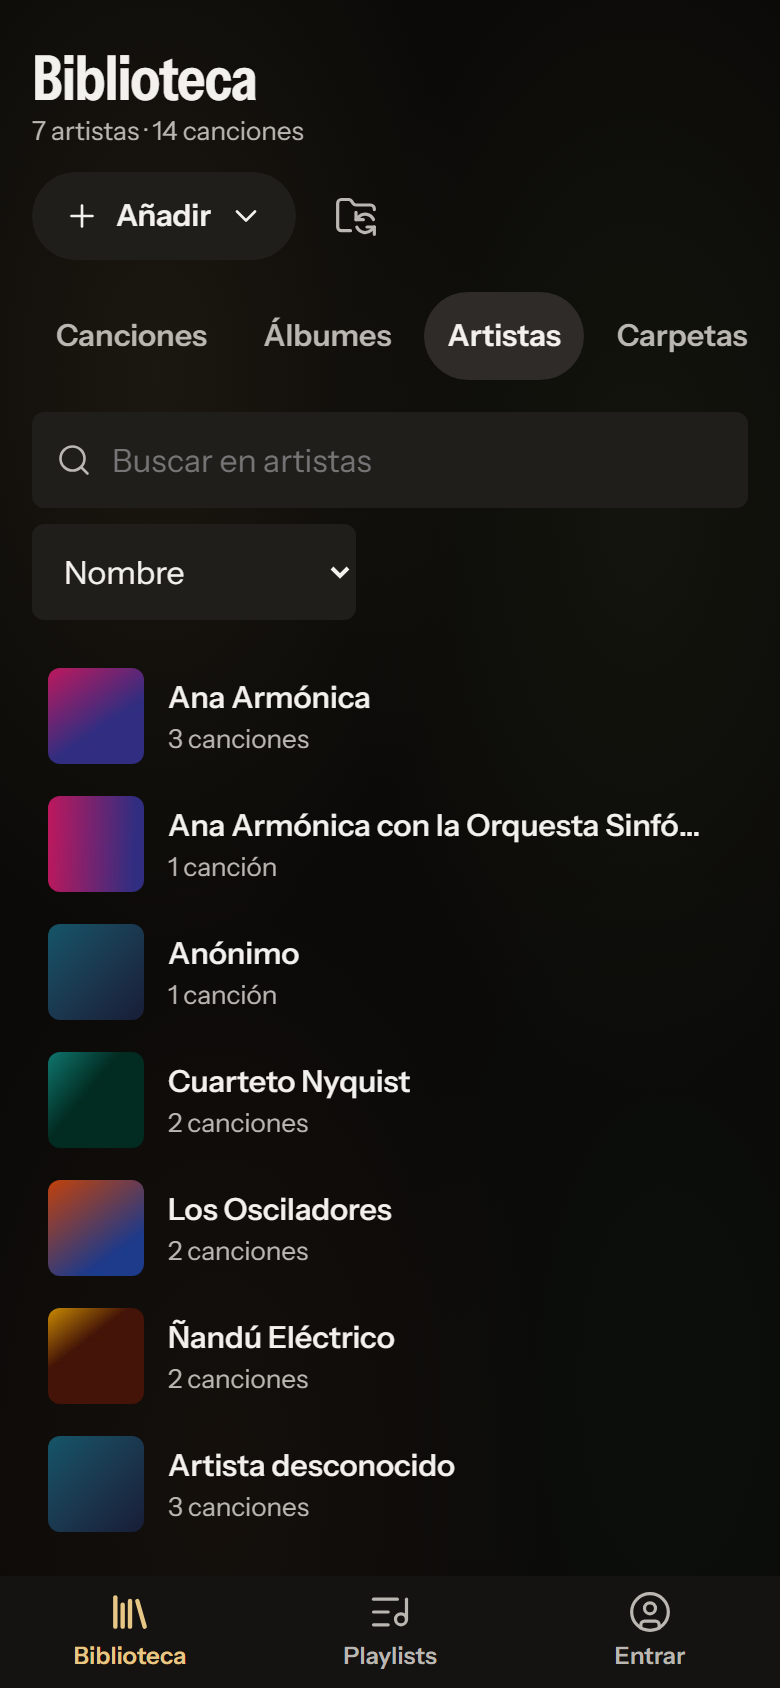 Biblioteca
7 artistas · 14 canciones
Añadir
Canciones Álbumes Artistas Carpetas
Buscar en artistas
Nombre
Ana Armónica
3 canciones
Ana Armónica con la Orquesta Sinfó...
1 canción
Anónimo
1 canción
Cuarteto Nyquist
2 canciones
Los Osciladores
2 canciones
Ñandú Eléctrico
2 canciones
Artista desconocido
3 canciones
Biblioteca Playlists Entrar